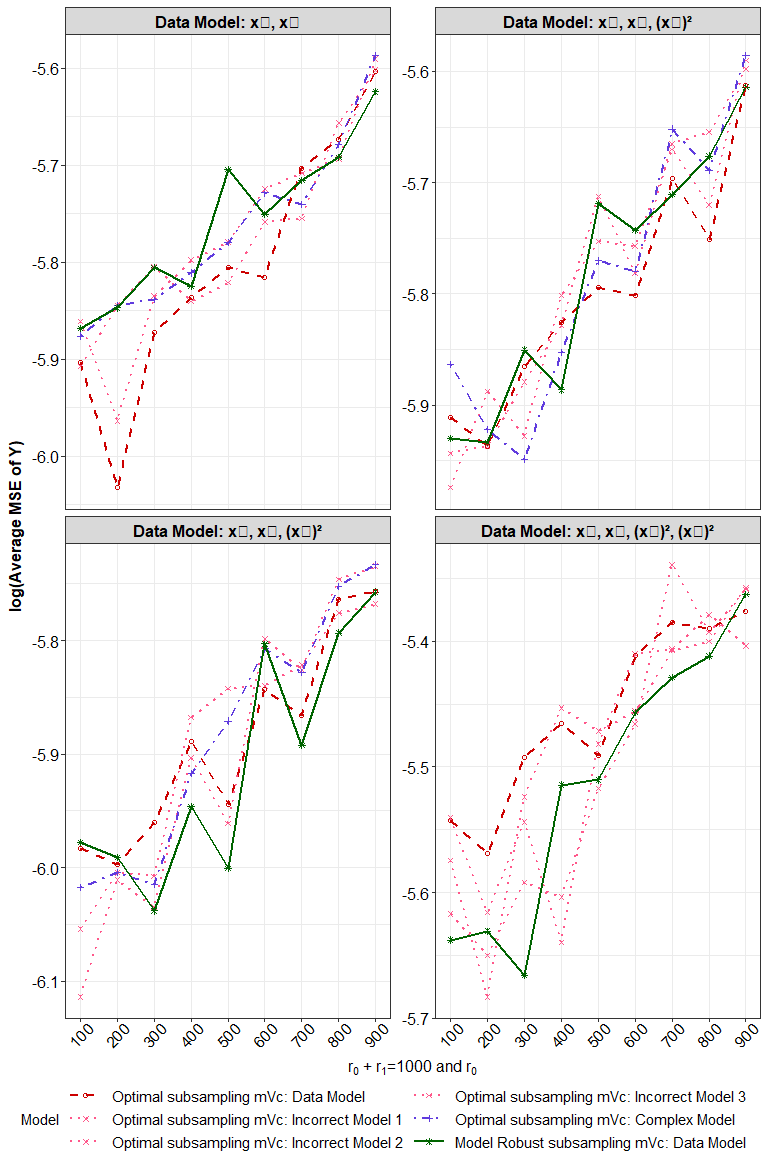 Data Model: x▯, x▯
Data Model: x▯, x▯, (x▯)²
-5.6
-5.7
-5.8
-5.9
-6.0
-5.6
-5.7
-5.8
-5.9
log(Average MSE of Y)
Data Model: x▯, x▯, (x▯)²
Data Model: x▯, x▯, (x▯)², (x▯)²
-5.8
-5.9
-6.0
-6.1
-5.4
-5.5
-5.6
-5.7
100 200 300 400 500 600 700 800 900
100 200 300 400 500 600 700 800 900
r₀ + r₁=1000 and r₀
Model
Optimal subsampling mVc: Data Model
Optimal subsampling mVc: Incorrect Model 1
Optimal subsampling mVc: Incorrect Model 2
Optimal subsampling mVc: Incorrect Model 3
Optimal subsampling mVc: Complex Model
Model Robust subsampling mVc: Data Model